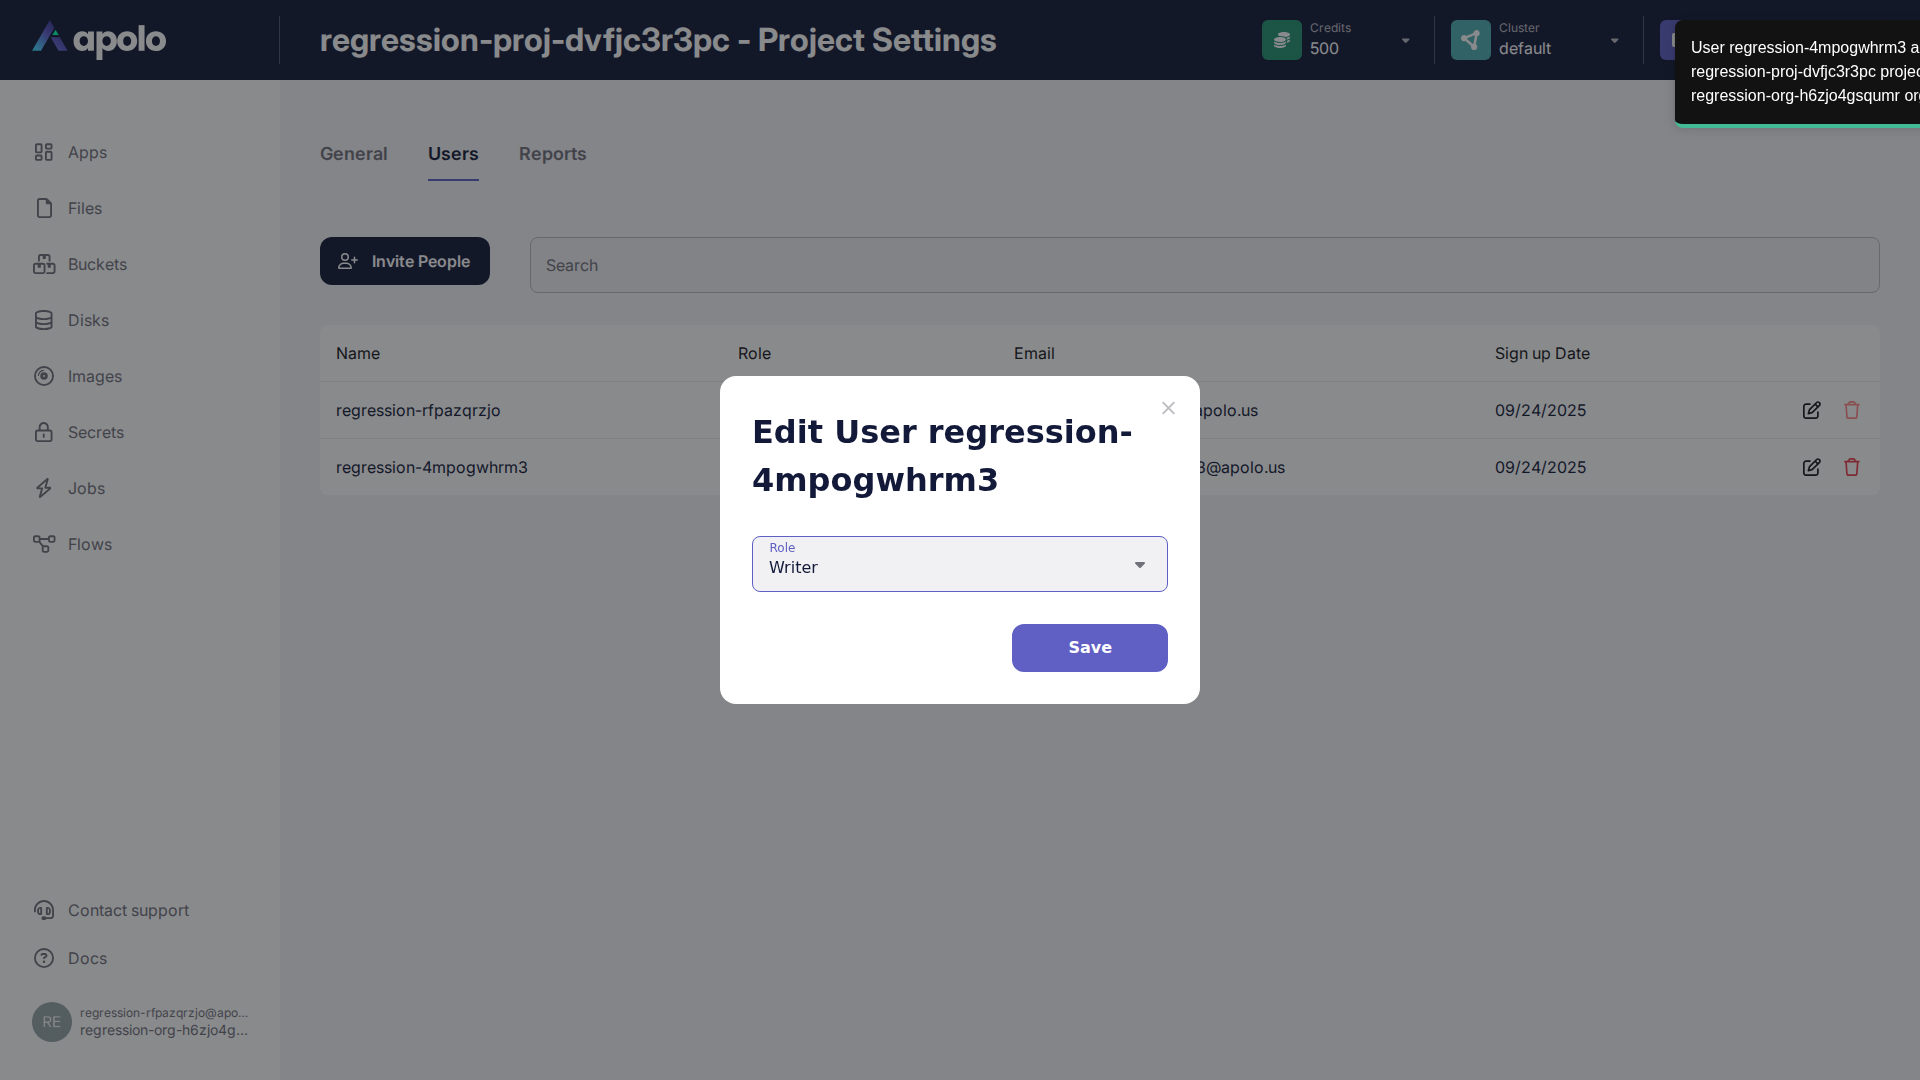 apolo
regression-proj-dvfjc3r3pc - Project Settings
Credits
500
Cluster
default
User regression-4mpogwhrm3 a
regression-proj-dvfjc3r3pc projec
regression-org-h6zjo4gsqumr or
Apps
Files
Buckets
Disks
Images
Secrets
Jobs
Flows
Contact support
Docs
RE
regression-rfpazqrzjo@apo...
regression-org-h6zjo4g...
General Users Reports
Invite People
Search
Name Role Email Sign up Date
regression-rfpazqrzjo apolo.us 09/24/2025
regression-4mpogwhrm3 3@apolo.us 09/24/2025
Edit User regression-
4mpogwhrm3
Role
Writer
Save